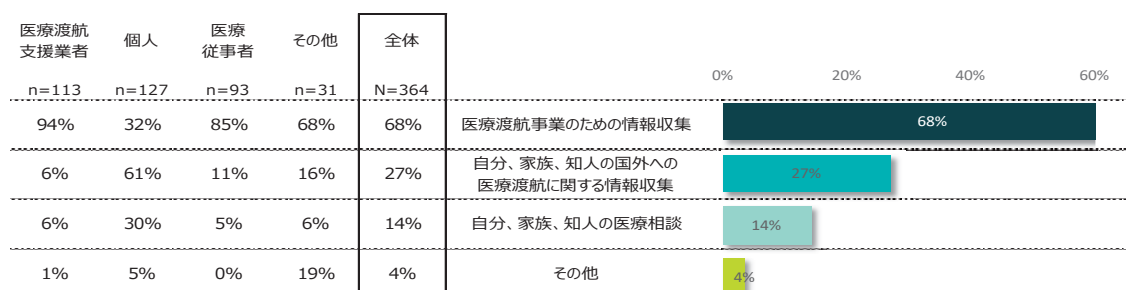 医療渡航
支援業者 個人 医療
従事者 その他 全体
n=113 n=127 n=93 n=31 N=364
0% 20% 40% 60%
94% 32% 85% 68% 68% 医療渡航事業のための情報収集 68%
6% 61% 11% 16% 27% 自分、家族、知人の国外への
医療渡航に関する情報収集 27%
6% 30% 5% 6% 14% 自分、家族、知人の医療相談 14%
1% 5% 0% 19% 4% その他 4%